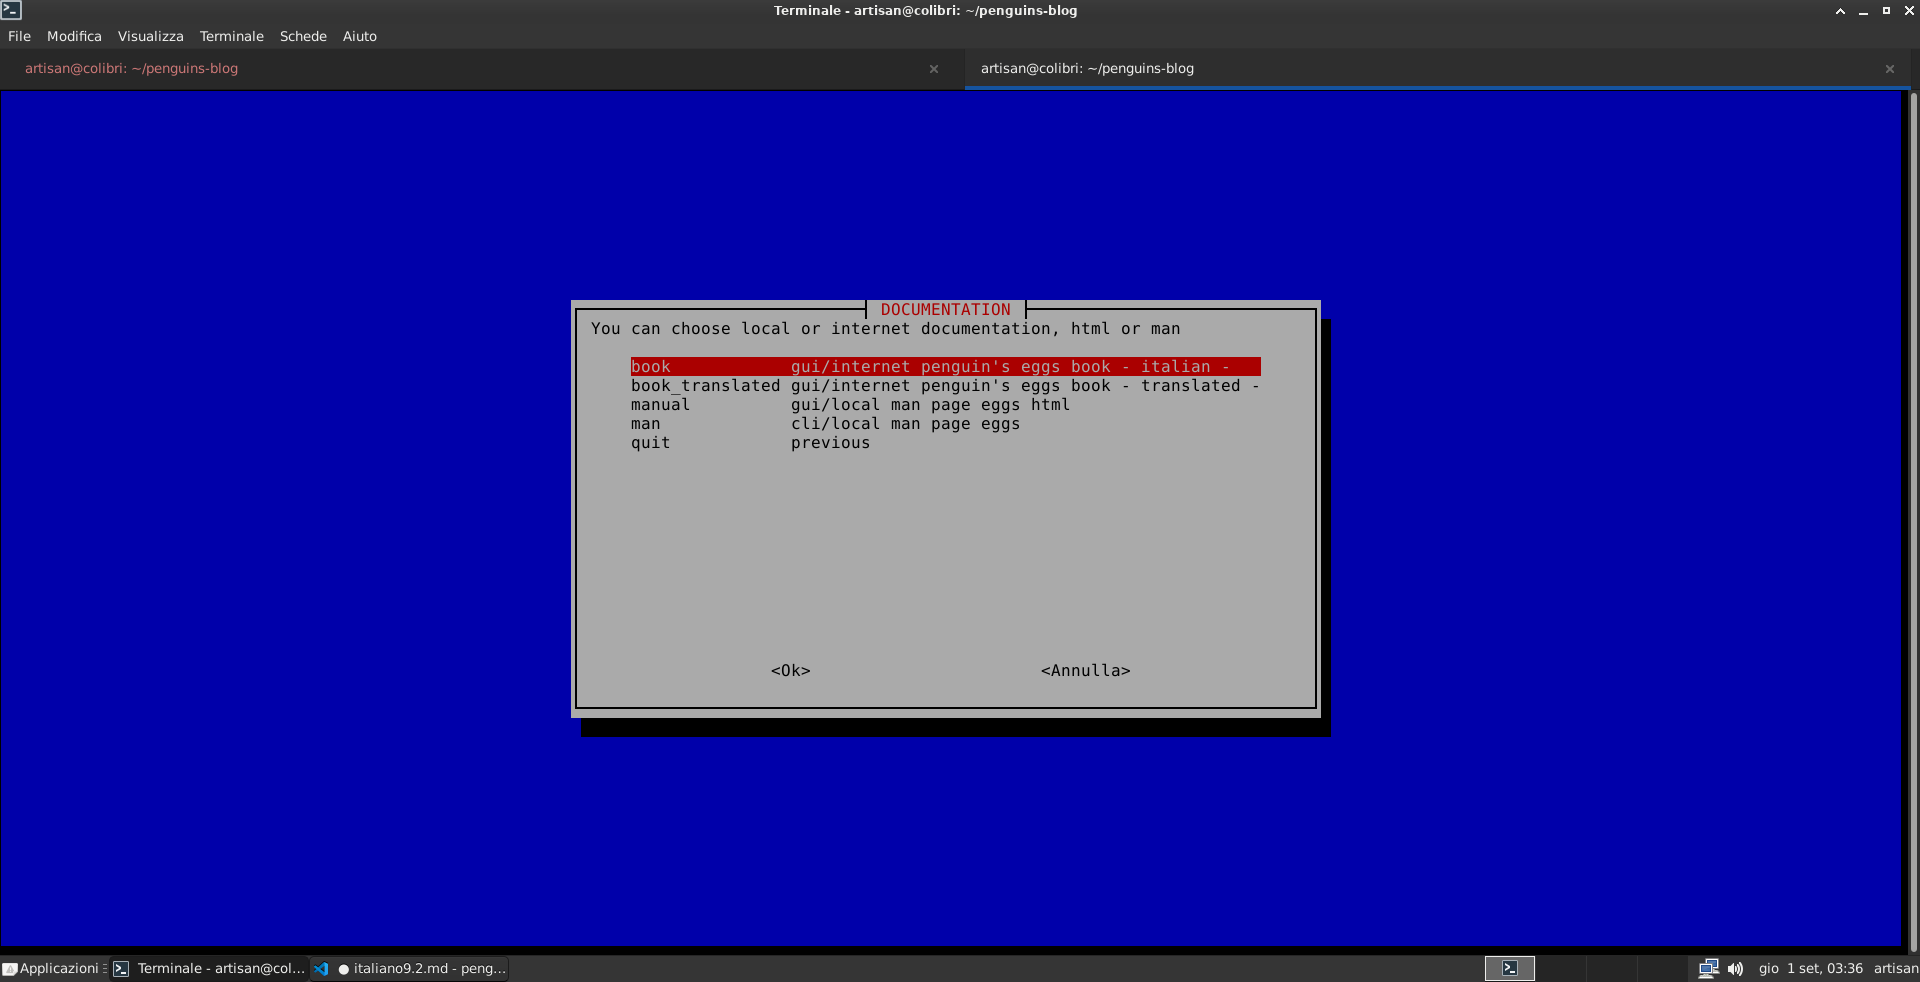 Terminale - artisan@colibri: ~/penguins-blog
File Modifica Visualizza Terminale Schede Aiuto
artisan@colibri: ~/penguins-blog
artisan@colibri: ~/penguins-blog
DOCUMENTATION
You can choose local or internet documentation, html or man
book gui/internet penguin's eggs book - italian -
book_translated gui/internet penguin's eggs book - translated -
manual gui/local man page eggs html
man cli/local man page eggs
quit previous
<Ok> <Annulla>
Applicazioni Terminale - artisan@col... italiano9.2.md - peng... gio 1 set, 03:36 artisan